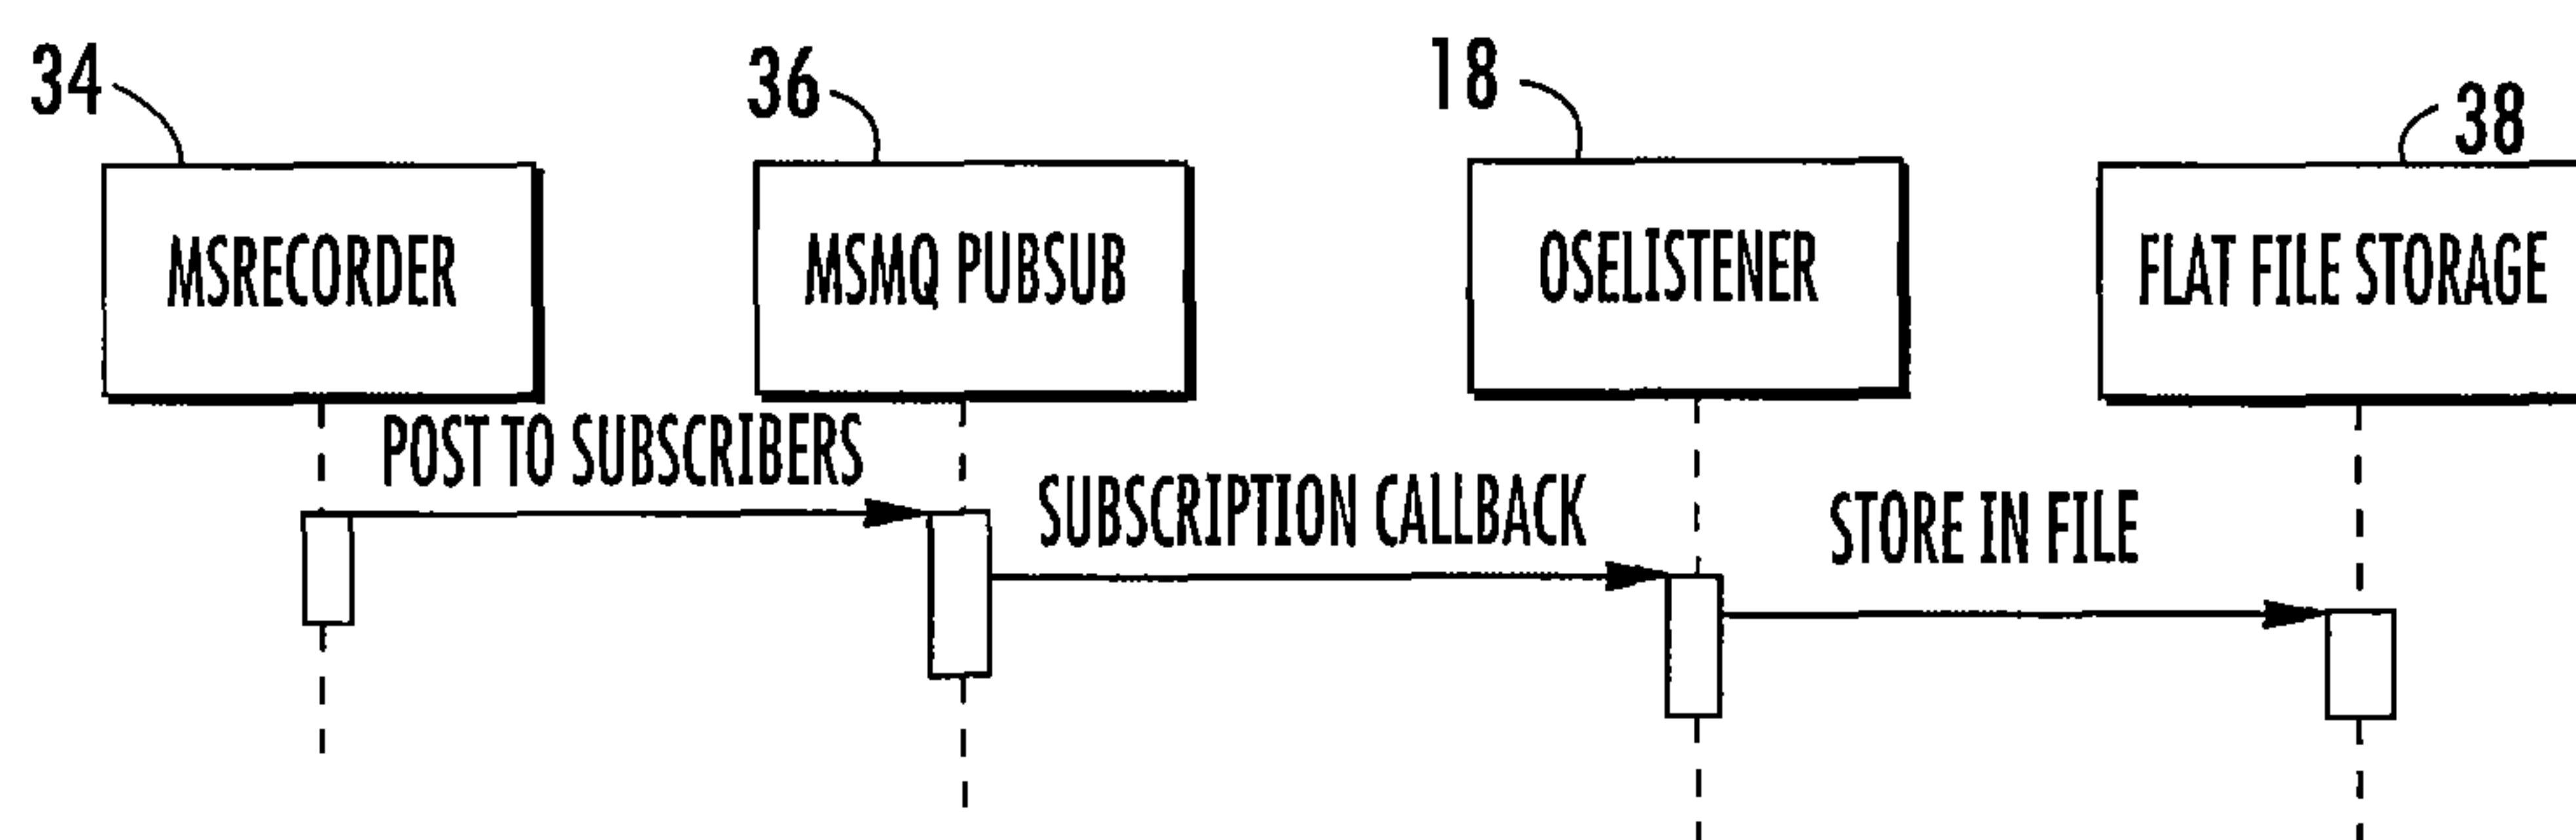 34
36
18
38
MSRECORDER
MSMQ PUBSUB
OSELISTENER
FLAT FILE STORAGE
POST TO SUBSCRIBERS
SUBSCRIPTION CALLBACK
STORE IN FILE